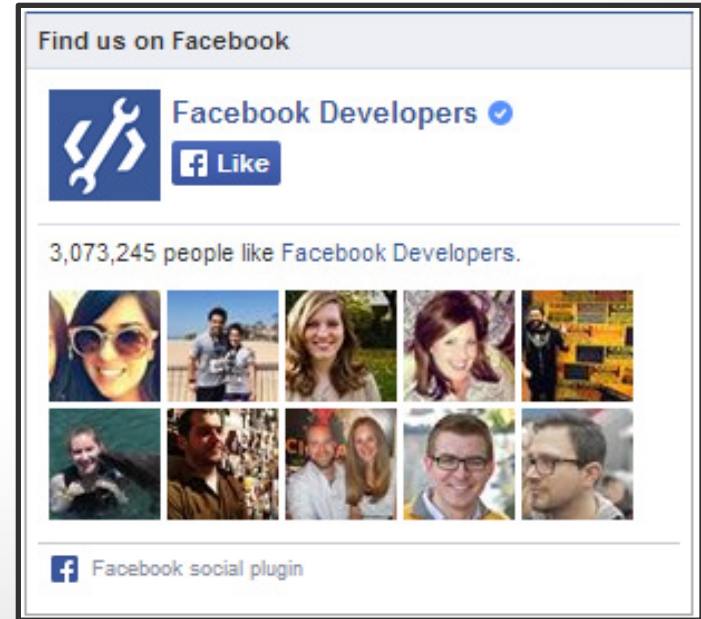 Find us on Facebook
Facebook Developers
Like
3,073,245 people like Facebook Developers.
Facebook social plugin